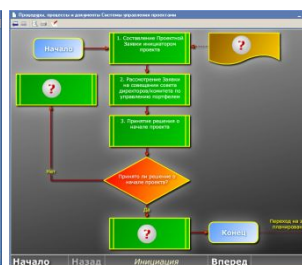 Процедуры, процессы и документы Системы управления проектами
Начало
1. Составление Проектной
Заявки инициатором
проекта
?
?
2. Рассмотрение Заявки
на совещании совета
директоров/комитета по
управлению портфелем
3. Принятие решения о
начале проекта
Нет
Принято ли решение о
начале проекта?
Да
?
Конец
Переход на
планирован
Начало
Назад
Инициация
Вперед